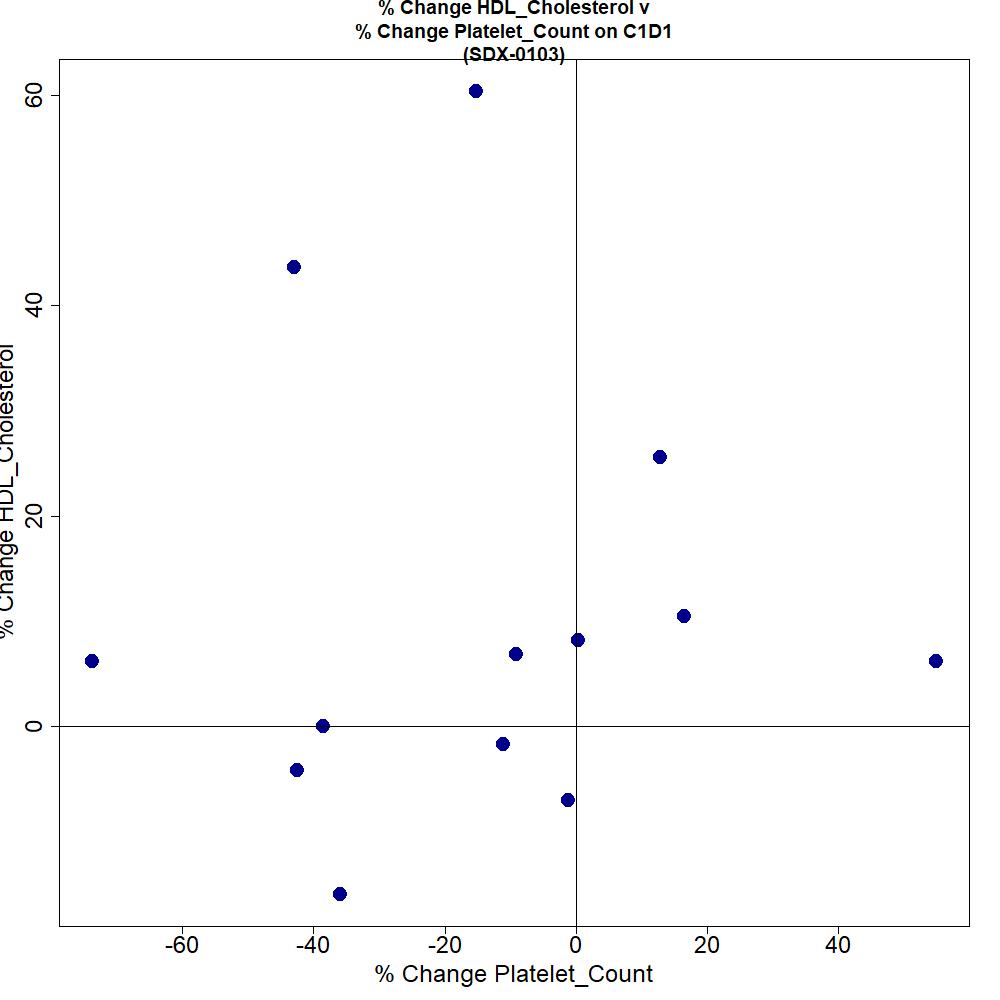 % Change HDL_Cholesterol v
% Change Platelet_Count on C1D1
(SDX-0103)
% Change HDL_Cholesterol
60
40
20
0
-60
-40
-20
0
20
40
% Change Platelet_Count